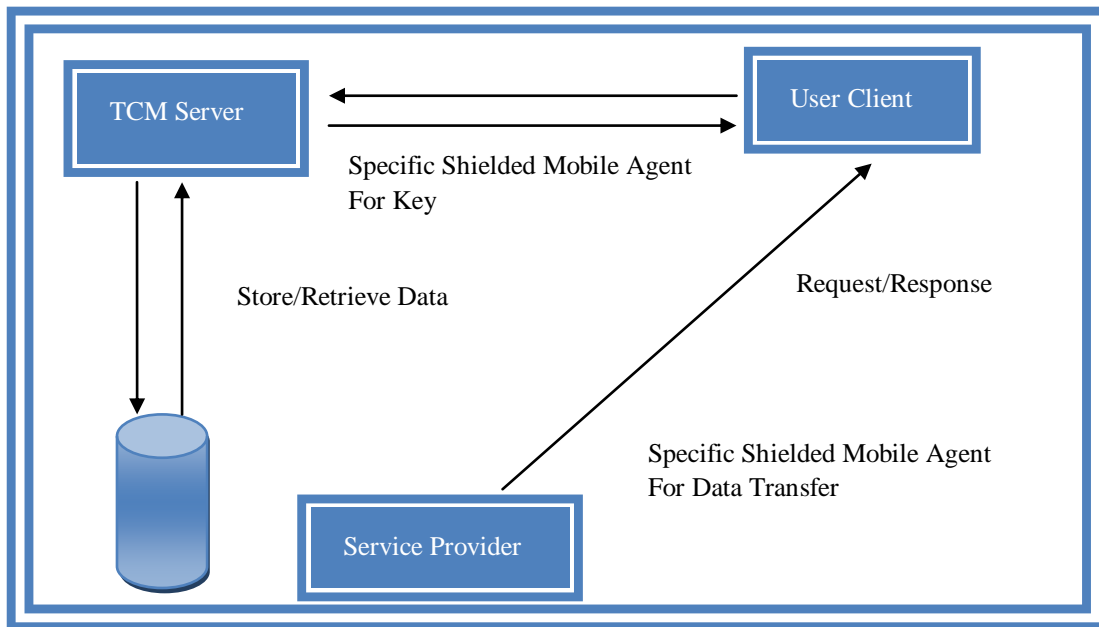 TCM Server
User Client
Specific Shielded Mobile Agent
For Key
Store/Retrieve Data
Request/Response
Specific Shielded Mobile Agent
For Data Transfer
Service Provider